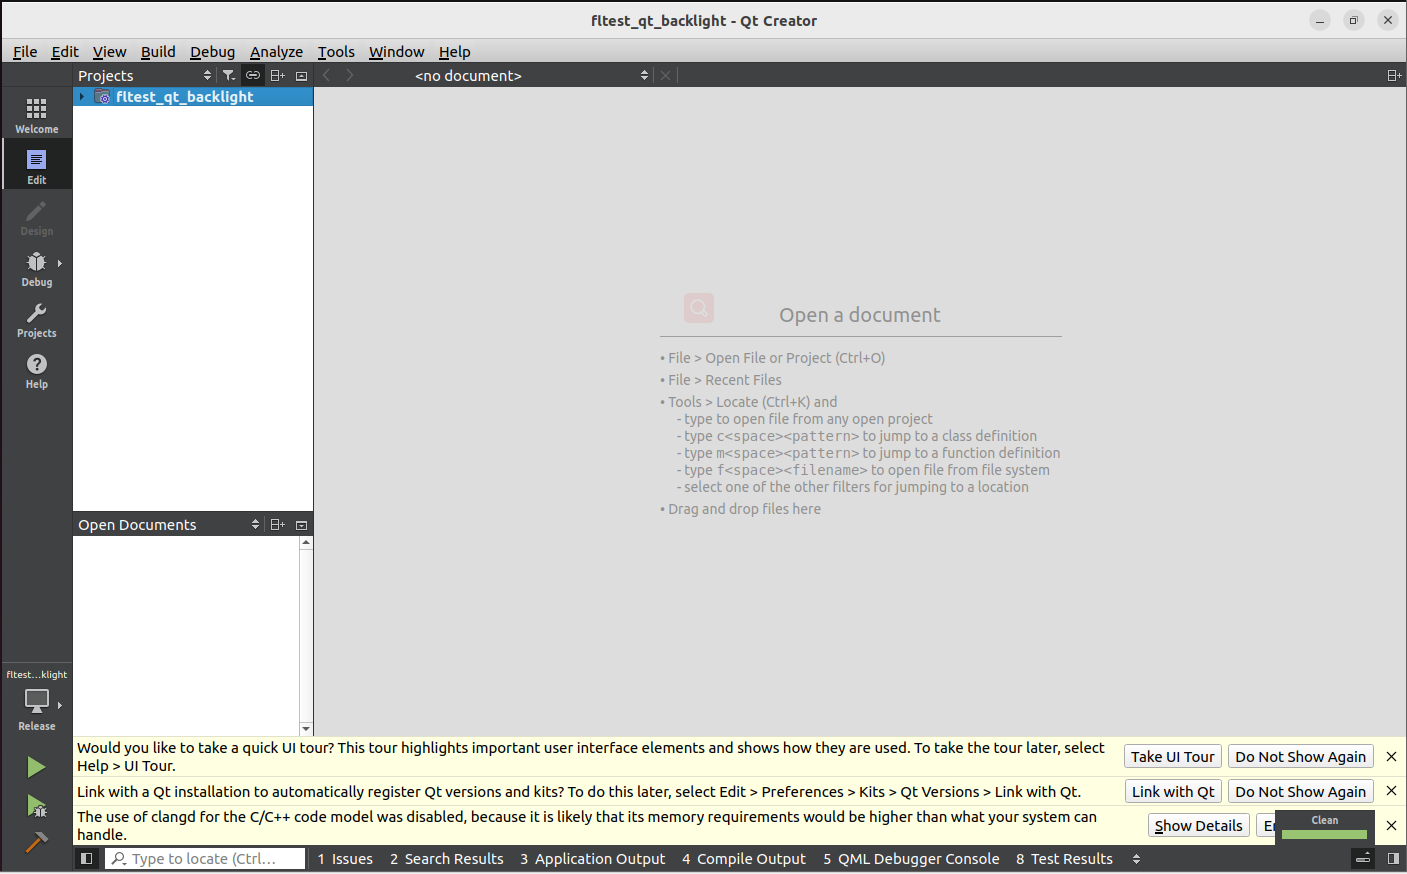 fltest_qt_backlight - Qt Creator
File Edit View Build Debug Analyze Tools Window Help
Projects
<no document>
fltest_qt_backlight
Welcome
Edit
Design
Debug
Projects
Help
Open a document
• File > Open File or Project (Ctrl+O)
• File > Recent Files
• Tools > Locate (Ctrl+K) and
- type to open file from any open project
- type c<space><pattern> to jump to a class definition
- type m<space><pattern> to jump to a function definition
- type f<space><filename> to open file from file system
- select one of the other filters for jumping to a location
• Drag and drop files here
Open Documents
fltest...klight
Release
Would you like to take a quick UI tour? This tour highlights important user interface elements and shows how they are used. To take the tour later, select
Help > UI Tour.
Take UI Tour
Do Not Show Again
Link with a Qt installation to automatically register Qt versions and kits? To do this later, select Edit > Preferences > Kits > Qt Versions > Link with Qt.
Link with Qt
Do Not Show Again
The use of clangd for the C/C++ code model was disabled, because it is likely that its memory requirements would be higher than what your system can
handle.
Show Details
Clean
Type to locate (Ctrl...
1 Issues 2 Search Results 3 Application Output 4 Compile Output 5 QML Debugger Console 8 Test Results